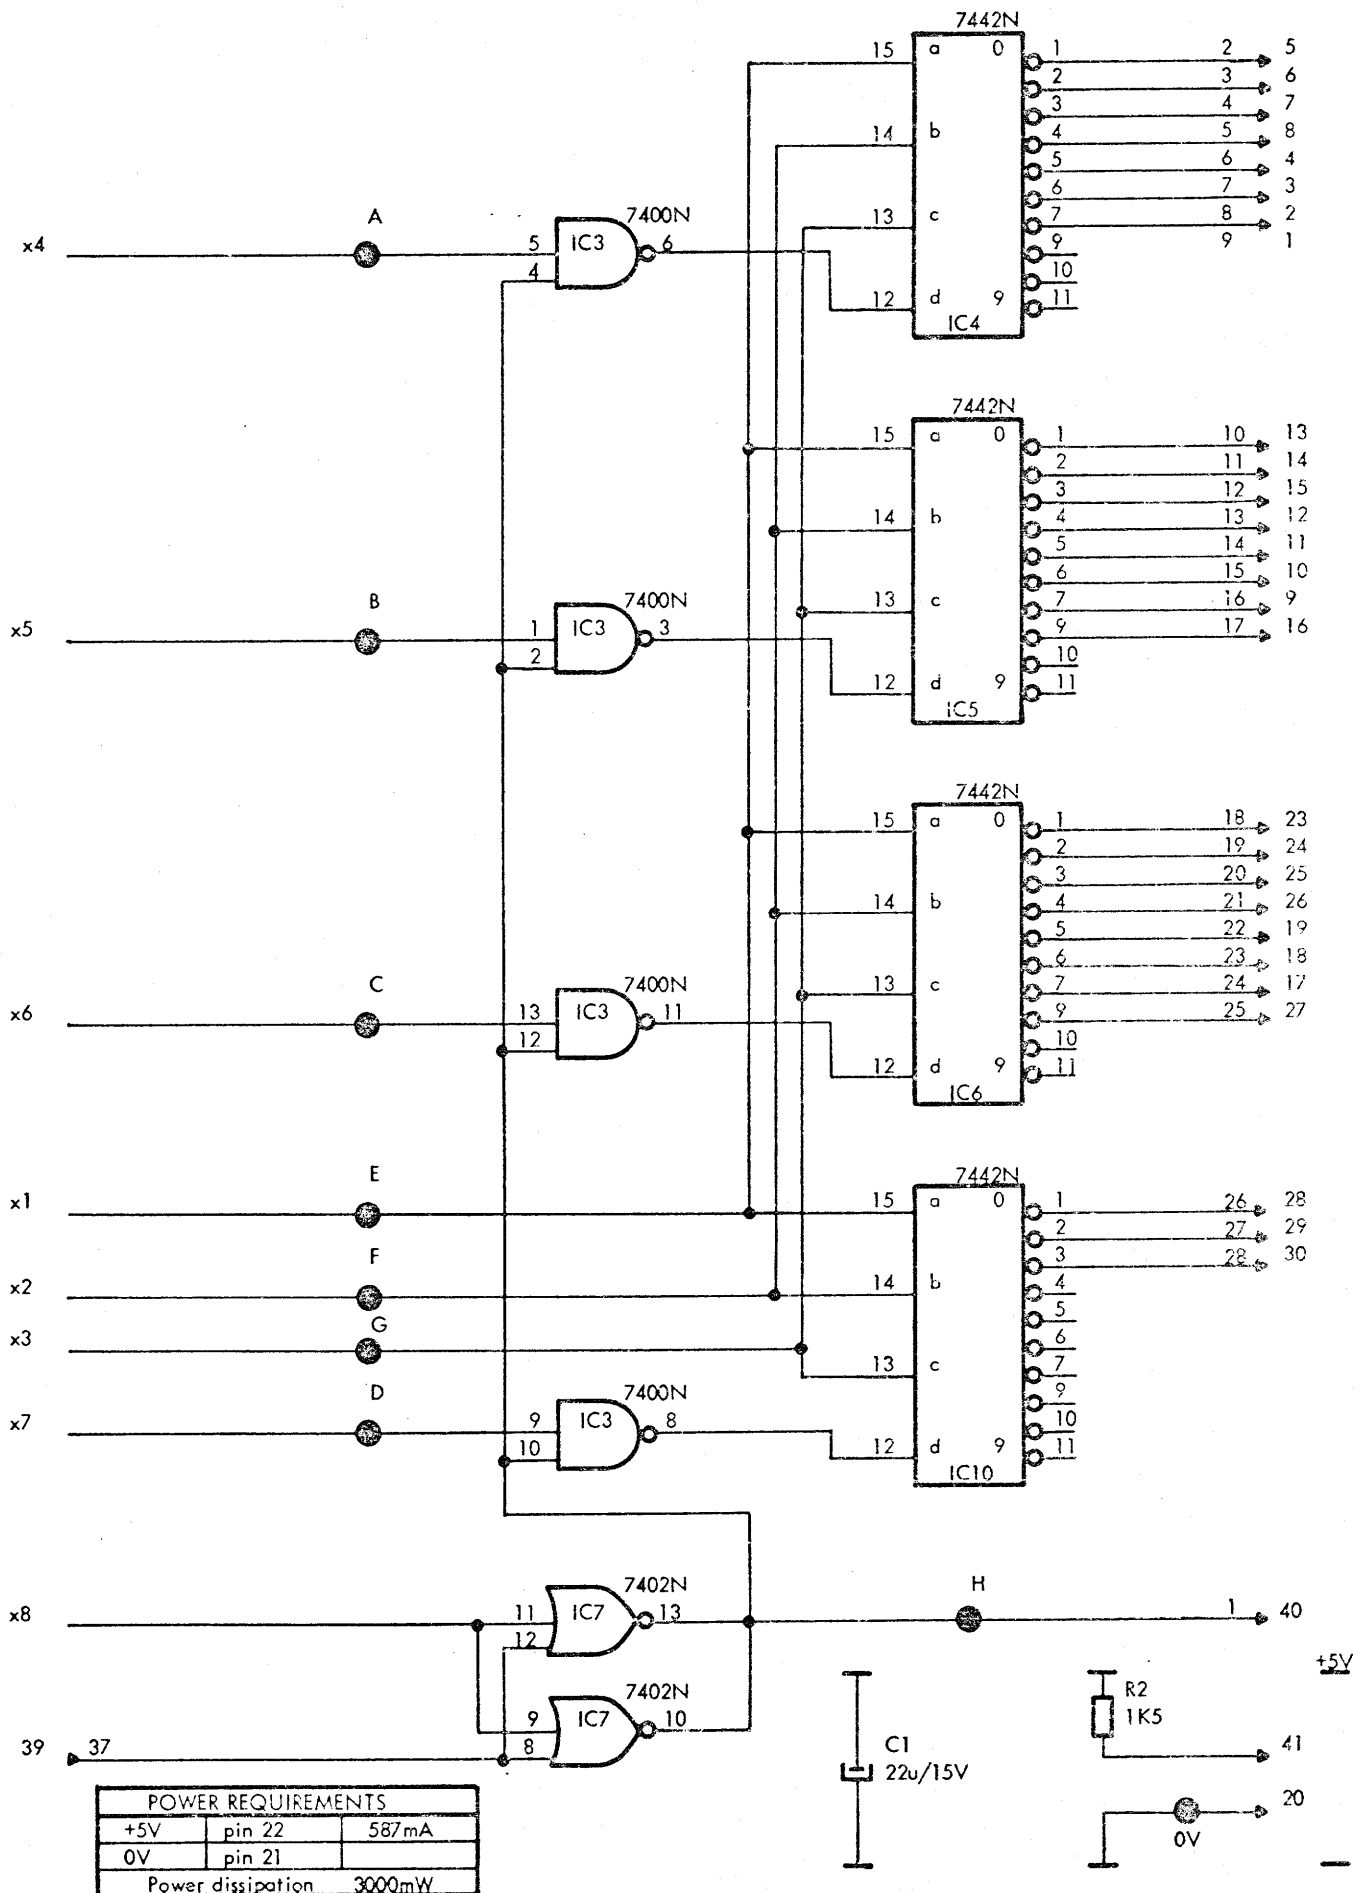 7442N
15 a 0 1 2 5
2 3 6
3 4 7
14 b 4 5 8
5 6 4
6 7 3
13 c 7 8 2
9 9 1
10
12 d 9 11
IC4
A
x4 5 IC3 7400N 6
4
7442N
15 a 0 1 10 13
2 11 14
3 12 15
14 b 4 13 12
5 14 11
6 15 10
13 c 7 16 9
9 17 16
10
12 d 9 11
IC5
B
x5 1 IC3 7400N 3
2
7442N
15 a 0 1 18 23
2 19 24
3 20 25
14 b 4 21 26
5 22 19
6 23 18
13 c 7 24 17
9 25 27
10
12 d 9 11
IC6
C
x6 13 IC3 7400N 11
12
7442N
E
x1 15 a 0 1 26 28
2 27 29
F
3 28 30
x2 14 b 4
G
5
x3 6
13 c 7
D
9
x7 9 IC3 7400N 8
10
10
12 d 9 11
IC10
x8 11 IC7 7402N 13 H 1 40
12
39 37 9 IC7 7402N 10
8
C1
22u/15V
R2
1K5
+5V
41
20
0V
POWER REQUIREMENTS
+5V pin 22 587mA
0V pin 21
Power dissipation 3000mW